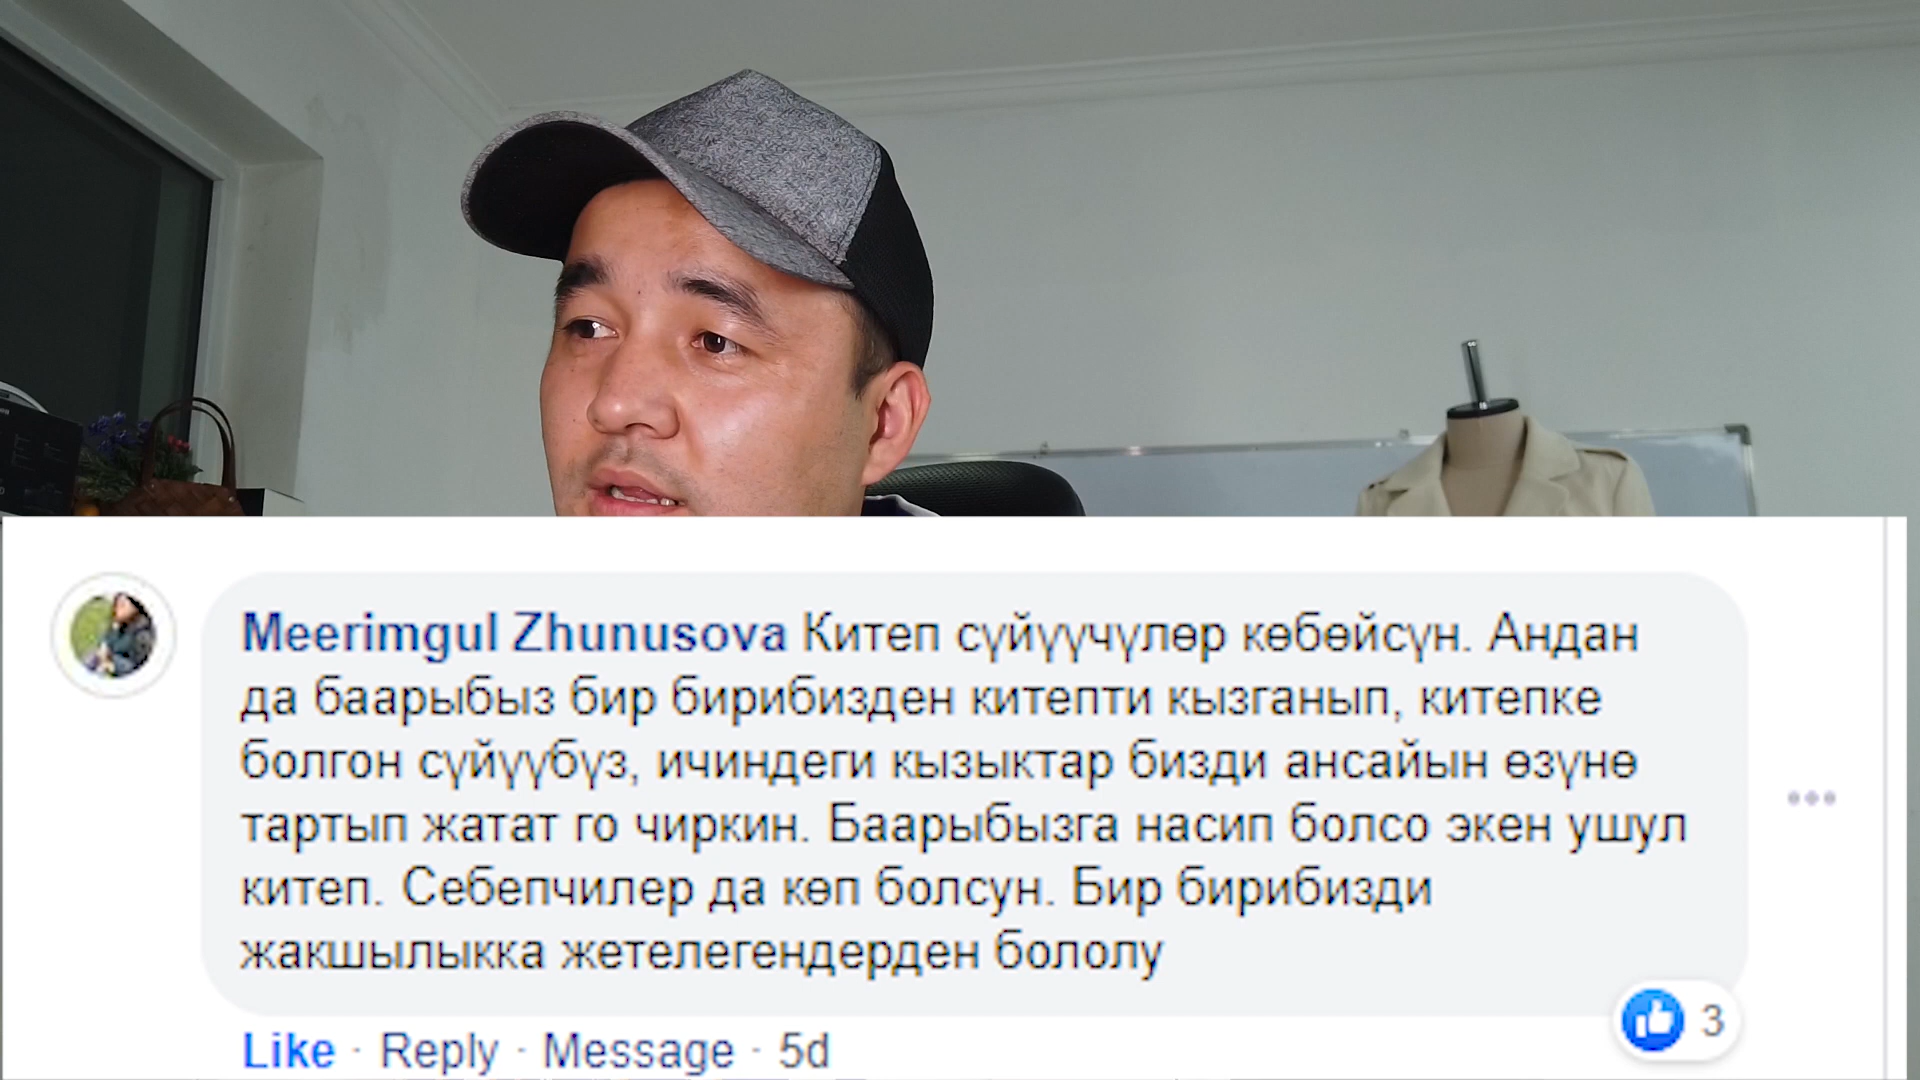 Meerimgul Zhunusova Китеп сүйүүчүлөр көбөйсүн. Андан
да баарыбыз бир бирибизден китепти кызганып, китепке
болгон сүйүүбүз, ичиндеги кызыктар бизди ансайын өзүнө
тартып жатат го чиркин. Баарыбызга насип болсо экен ушул
китеп. Себепчилер да көп болсун. Бир бирибизди
жакшылыкка жетелегендерден бололу
3
Like · Reply · Message · 5d